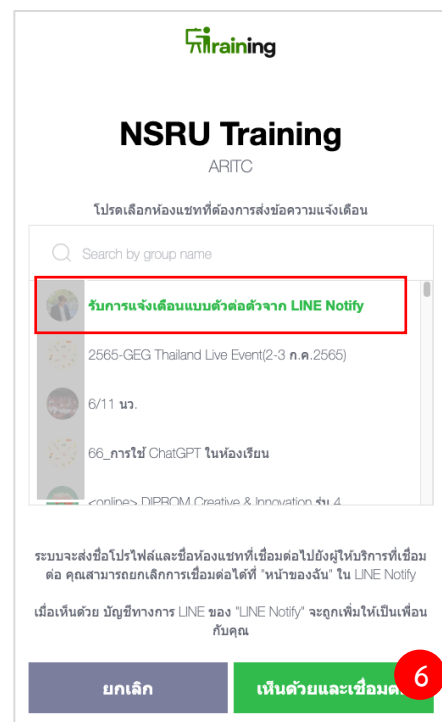 Training
NSRU Training
ARITC
โปรดเลือกห้องแชทที่ต้องการส่งข้อความแจ้งเตือน
Search by group name
รับการแจ้งเตือนแบบตัวต่อตัวจาก LINE Notify
2565-GEG Thailand Live Event(2-3 ก.ค.2565)
6/11 นว.
66_การใช้ ChatGPT ในห้องเรียน
<online> DIPROM Creative & Innovation รุ่น 4
ระบบจะส่งชื่อโปรไฟล์และชื่อห้องแชทที่เชื่อมต่อไปยังผู้ให้บริการที่เชื่อม
ต่อ คุณสามารถยกเลิกการเชื่อมต่อได้ที่ "หน้าของฉัน" ใน LINE Notify
เมื่อเห็นด้วย บัญชีทางการ LINE ของ "LINE Notify" จะถูกเพิ่มให้เป็นเพื่อน
กับคุณ
ยกเลิก
เห็นด้วยและเชื่อมต
6